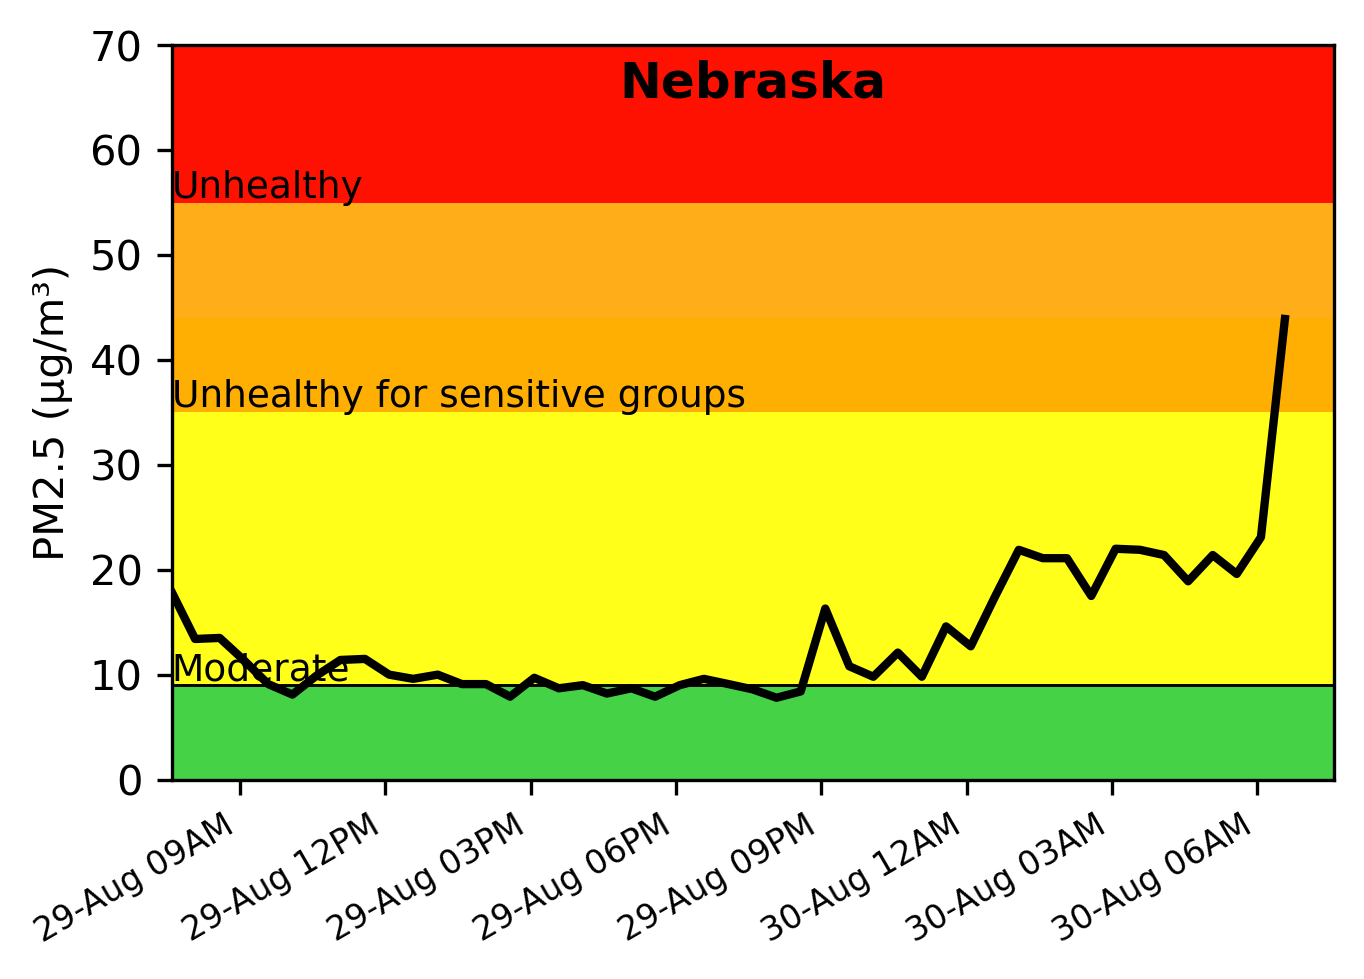 Nebraska
70
60
50
40
30
20
10
0
PM2.5 (µg/m³)
Unhealthy
Unhealthy for sensitive groups
Moderate
29-Aug 09AM
29-Aug 12PM
29-Aug 03PM
29-Aug 06PM
29-Aug 09PM
30-Aug 12AM
30-Aug 03AM
30-Aug 06AM